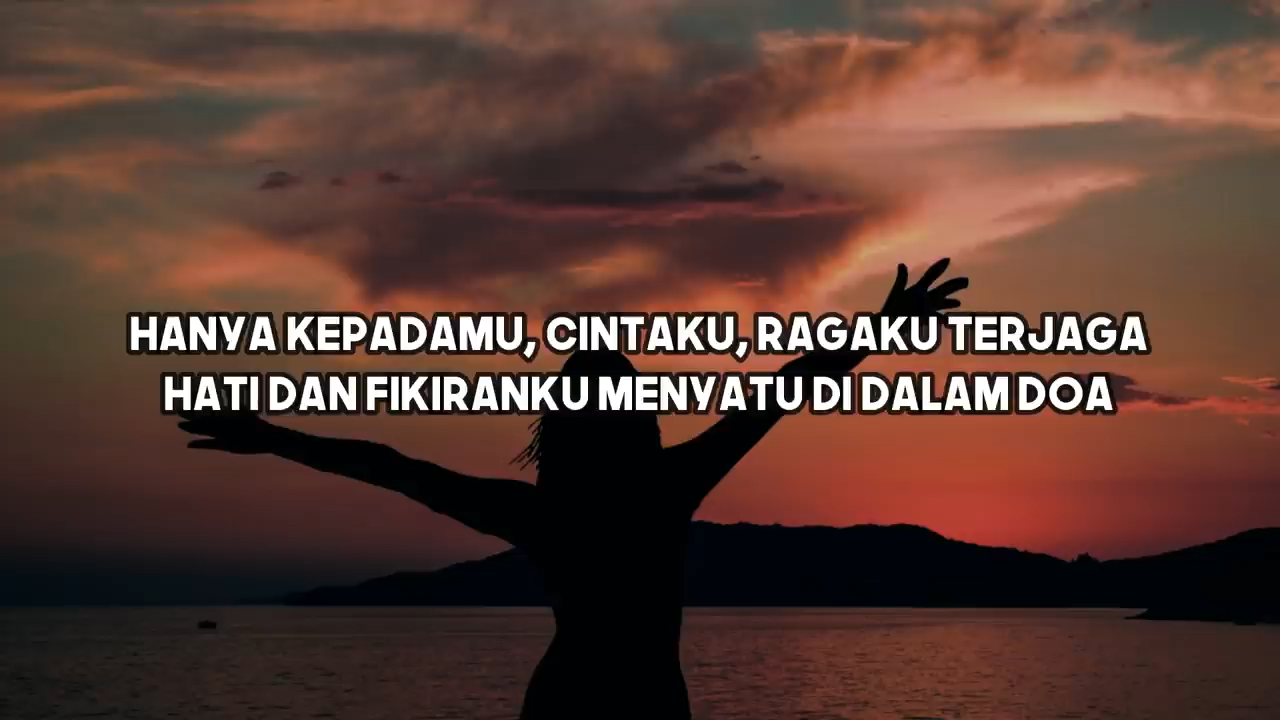 HANYA KEPADAMU, CINTAKU, RAGAKU TERJAGA
HATI DAN FIKIRANKU MENYATU DI DALAM DOA